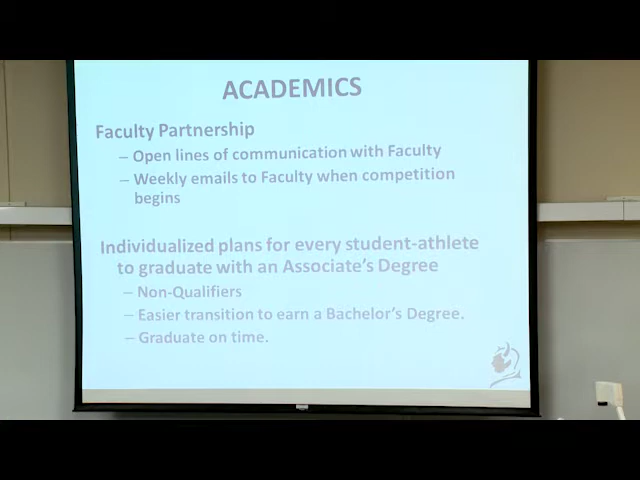 ACADEMICS
Faculty Partnership
– Open lines of communication with Faculty
– Weekly emails to Faculty when competition
begins
Individualized plans for every student-athlete
to graduate with an Associate's Degree
– Non-Qualifiers
– Easier transition to earn a Bachelor's Degree.
– Graduate on time.